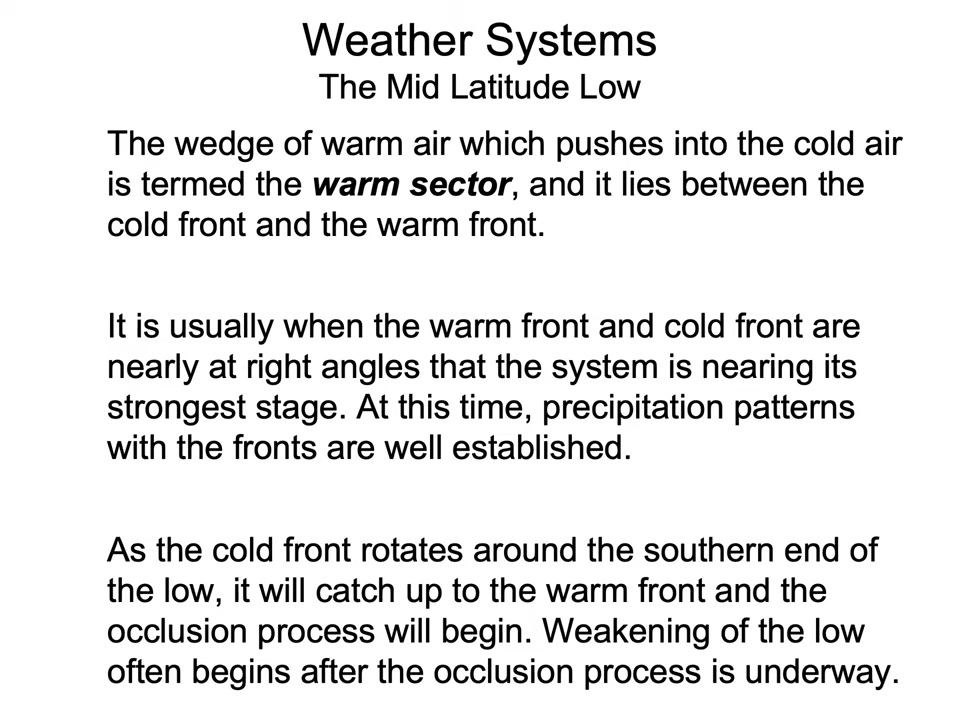 Weather Systems
The Mid Latitude Low
The wedge of warm air which pushes into the cold air
is termed the warm sector, and it lies between the
cold front and the warm front.
It is usually when the warm front and cold front are
nearly at right angles that the system is nearing its
strongest stage. At this time, precipitation patterns
with the fronts are well established.
As the cold front rotates around the southern end of
the low, it will catch up to the warm front and the
occlusion process will begin. Weakening of the low
often begins after the occlusion process is underway.